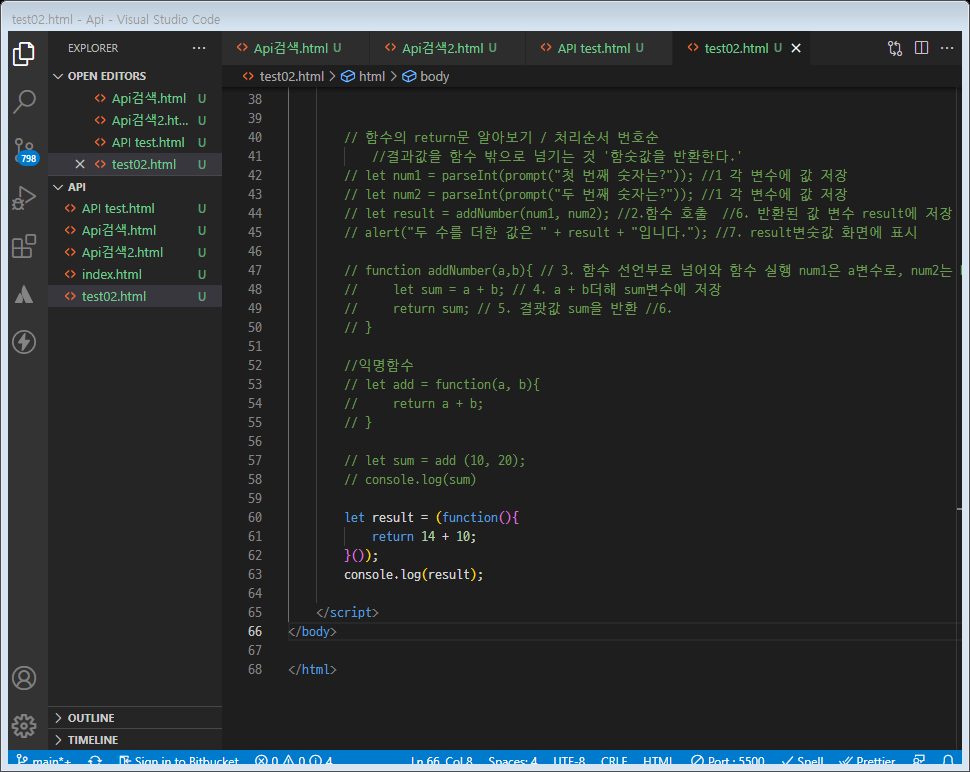 test02.html - Api - Visual Studio Code
EXPLORER
OPEN EDITORS
Api검색.html U
Api검색2.ht... U
API test.html U
test02.html U
API
API test.html U
Api검색.html U
Api검색2.html U
index.html U
test02.html U
798
OUTLINE
TIMELINE
Api검색.html U Api검색2.html U API test.html U test02.html U
test02.html > html > body
38
39
40 // 함수의 return문 알아보기 / 처리순서 번호순
41 //결과값을 함수 밖으로 넘기는 것 '함숫값을 반환한다.'
42 // let num1 = parseInt(prompt("첫 번째 숫자는?")); //1 각 변수에 값 저장
43 // let num2 = parseInt(prompt("두 번째 숫자는?")); //1 각 변수에 값 저장
44 // let result = addNumber(num1, num2); //2.함수 호출 //6. 반환된 값 변수 result에 저장
45 // alert("두 수를 더한 값은 " + result + "입니다."); //7. result변숫값 화면에 표시
46
47 // function addNumber(a,b){ // 3. 함수 선언부로 넘어와 함수 실행 num1은 a변수로, num2는
48 // let sum = a + b; // 4. a + b더해 sum변수에 저장
49 // return sum; // 5. 결괏값 sum을 반환 //6.
50 // }
51
52 //익명함수
53 // let add = function(a, b){
54 // return a + b;
55 // }
56
57 // let sum = add (10, 20);
58 // console.log(sum)
59
60 let result = (function(){
61 return 14 + 10;
62 }());
63 console.log(result);
64
65 </script>
66 </body>
67
68 </html>
main*+ Sign in to Bitbucket 0 0 4 Ln 66, Col 8 Spaces: 4 UTF-8 CRLF HTML Port : 5500 Spell Prettier